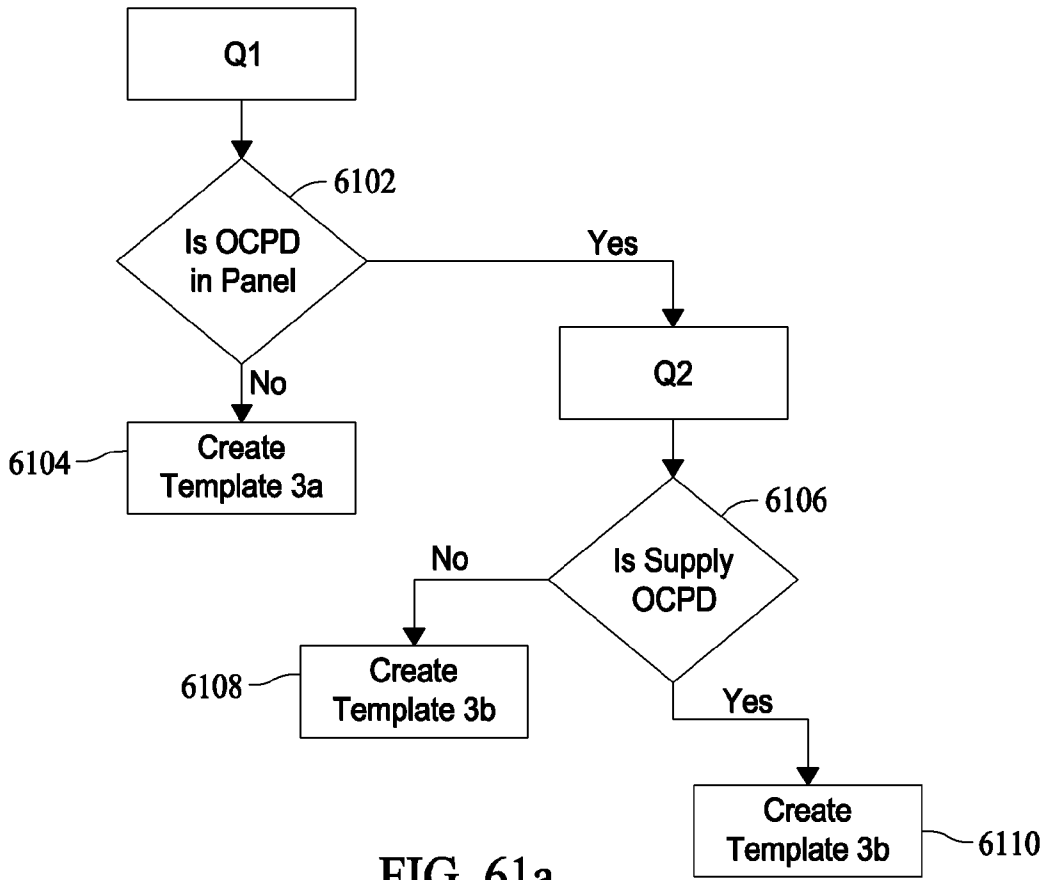 Q1
6102
Is OCPD
in Panel
Yes
No
Q2
6104
Create
Template 3a
6106
Is Supply
OCPD
No
6108
Create
Template 3b
Yes
Create
Template 3b
6110
FIG. 61a